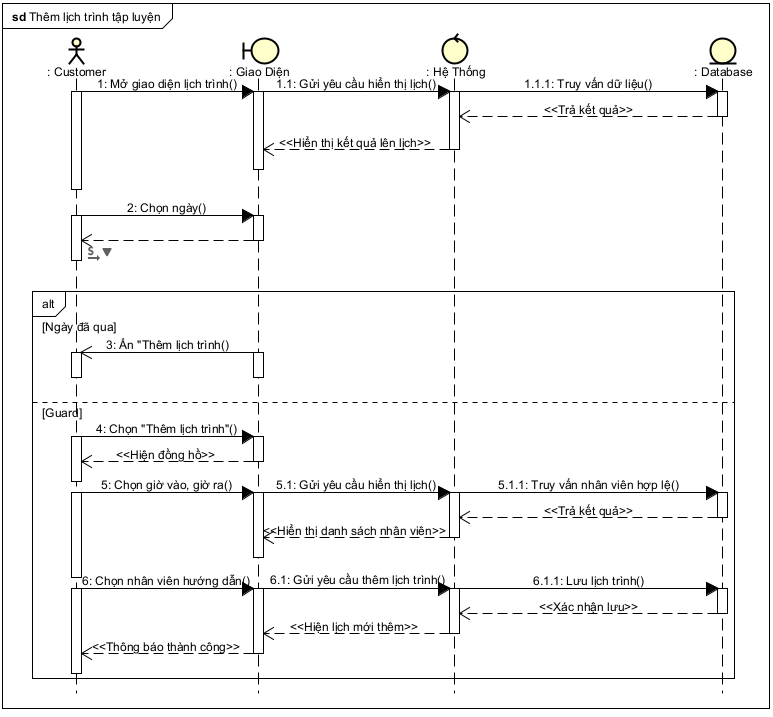 sd Thêm lịch trình tập luyện
: Customer
: Giao Diện
: Hệ Thống
: Database
1: Mở giao diện lịch trình()
1.1: Gửi yêu cầu hiển thị lịch()
1.1.1: Truy vấn dữ liệu()
<<Trả kết quả>>
<<Hiển thị kết quả lên lịch>>
2: Chọn ngày()
S
alt
[Ngày đã qua]
3: Ẩn "Thêm lịch trình()
[Guard]
4: Chọn "Thêm lịch trình"()
<<Hiện đồng hồ>>
5: Chọn giờ vào, giờ ra()
5.1: Gửi yêu cầu hiển thị lịch()
5.1.1: Truy vấn nhân viên hợp lệ()
<<Trả kết quả>>
<<Hiển thị danh sách nhân viên>>
6: Chọn nhân viên hướng dẫn()
6.1: Gửi yêu cầu thêm lịch trình()
6.1.1: Lưu lịch trình()
<<Xác nhận lưu>>
<<Hiện lịch mới thêm>>
<<Thông báo thành công>>